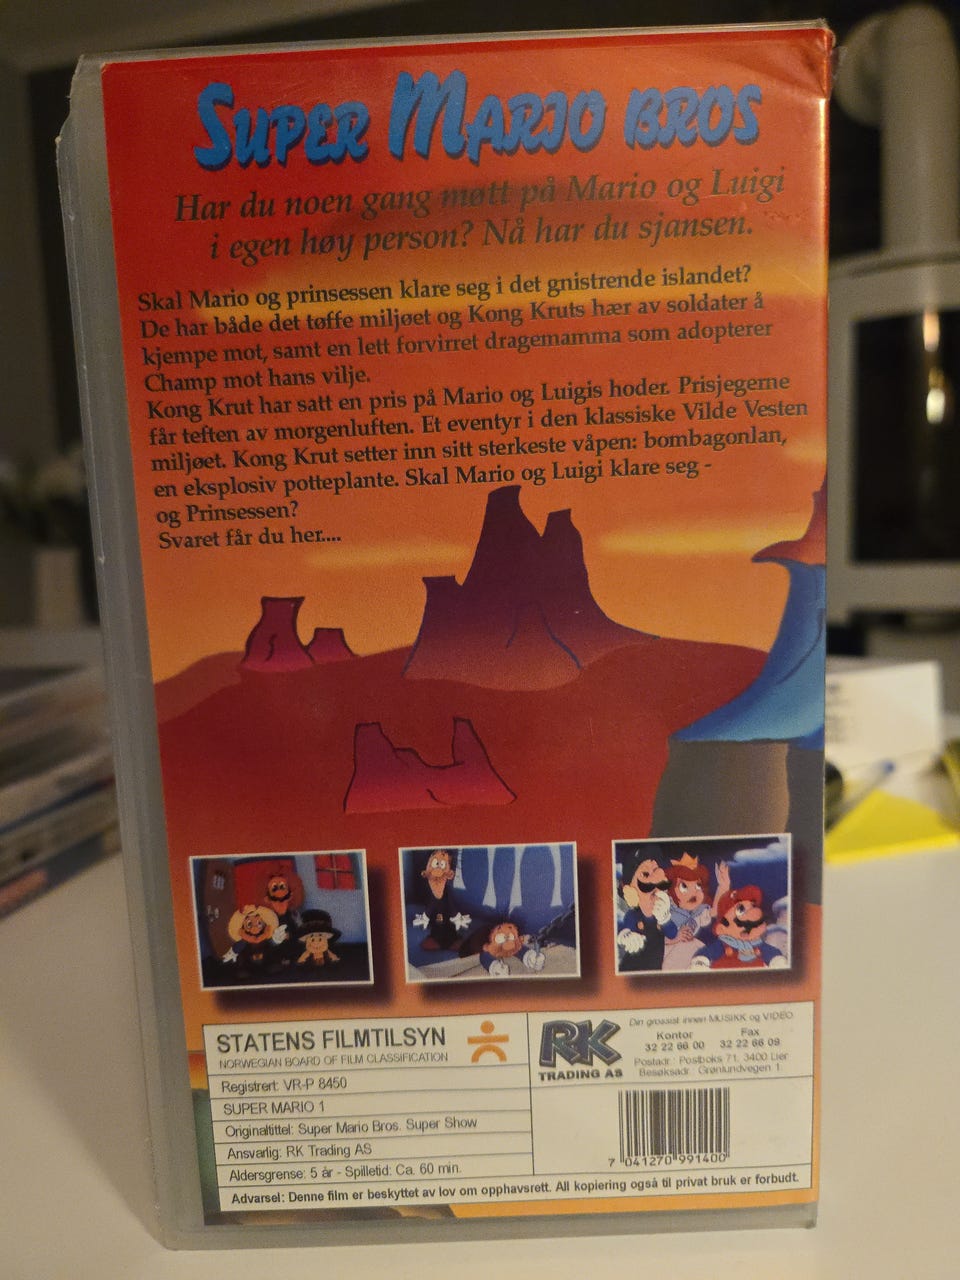 SUPER MARIO BROS
Har du noen gang møtt på Mario og Luigi
i egen høy person? Nå har du sjansen.
Skal Mario og prinsessen klare seg i det gnistrende islandet?
De har både det tøffe miljøet og Kong Kruts hær av soldater å
kjempe mot, samt en lett forvirret dragemamma som adopterer
Champ mot hans vilje.
Kong Krut har satt en pris på Mario og Luigis hoder. Prisjegerne
får teften av morgenluften. Et eventyr i den klassiske Vilde Vesten
miljøet. Kong Krut setter inn sitt sterkeste våpen: bombagonlan,
en eksplosiv potteplante. Skal Mario og Luigi klare seg -
og Prinsessen?
Svaret får du her....
STATENS FILMTILSYN
NORWEGIAN BOARD OF FILM CLASSIFICATION
Registrert: VR-P 8450
SUPER MARIO 1
Originaltittel: Super Mario Bros. Super Show
Ansvarlig: RK Trading AS
Aldersgrense: 5 år - Spilletid: Ca. 60 min.
RK
TRADING AS
Din grossist innen MUSIKK og VIDEO
Kontor Fax
32 22 66 00 32 22 66 09
Postadr.: Postboks 71, 3400 Lier
Besøksadr.: Grønlundvegen 1
7 041270 991400
Advarsel: Denne film er beskyttet av lov om opphavsrett. All kopiering også til privat bruk er forbudt.